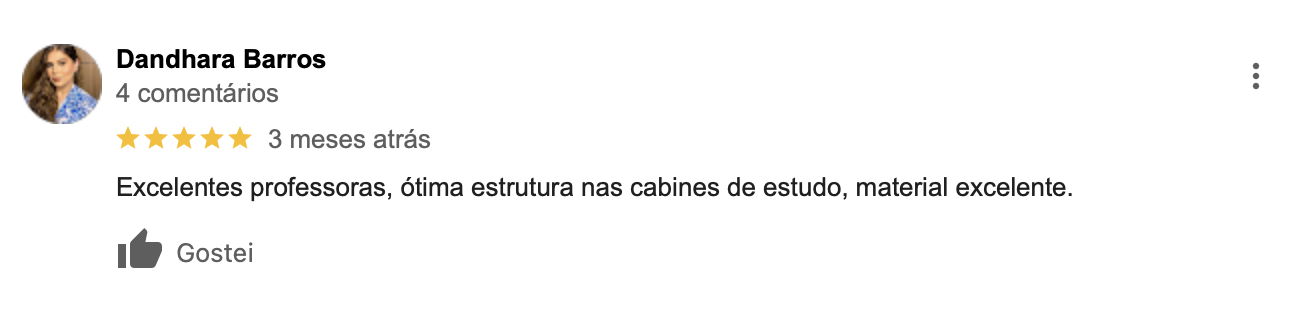 Dandhara Barros
4 comentários
3 meses atrás
Excelentes professoras, ótima estrutura nas cabines de estudo, material excelente.
Gostei